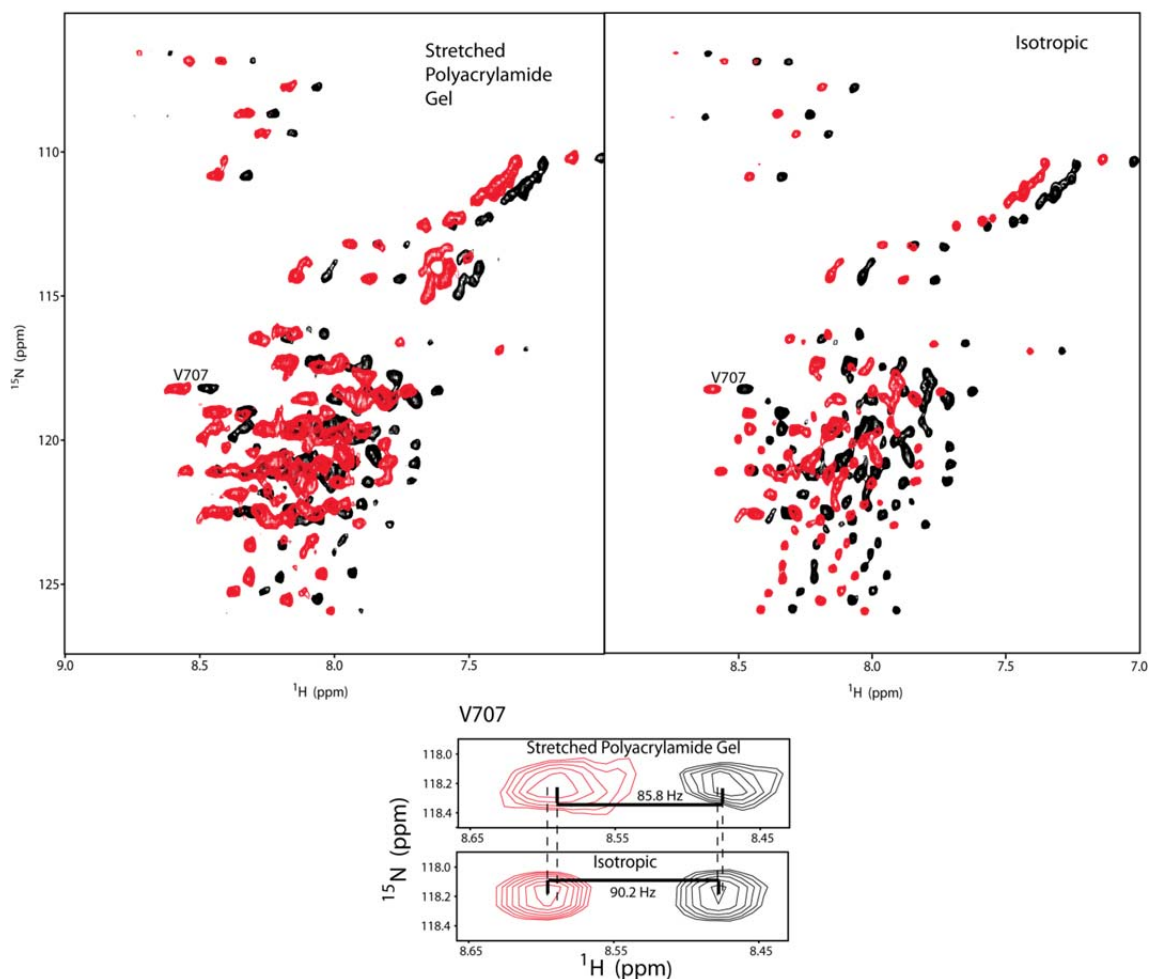 Stretched
Polyacrylamide
Gel
Isotropic
110
115
120
125
¹⁵N (ppm)
V707
V707
9.0
8.5
8.0
7.5
8.5
8.0
7.5
7.0
¹H (ppm)
¹H (ppm)
V707
Stretched Polyacrylamide Gel
118.0
118.2
118.4
85.8 Hz
8.65
8.55
8.45
Isotropic
118.0
118.2
118.4
90.2 Hz
8.65
8.55
8.45
¹⁵N (ppm)
¹H (ppm)